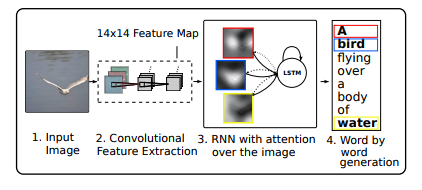 14x14 Feature Map
LSTM
A
bird
flying
over
a
body
of
water
1. Input
Image
2. Convolutional
Feature Extraction
3. RNN with attention
over the image
4. Word by
word
generation